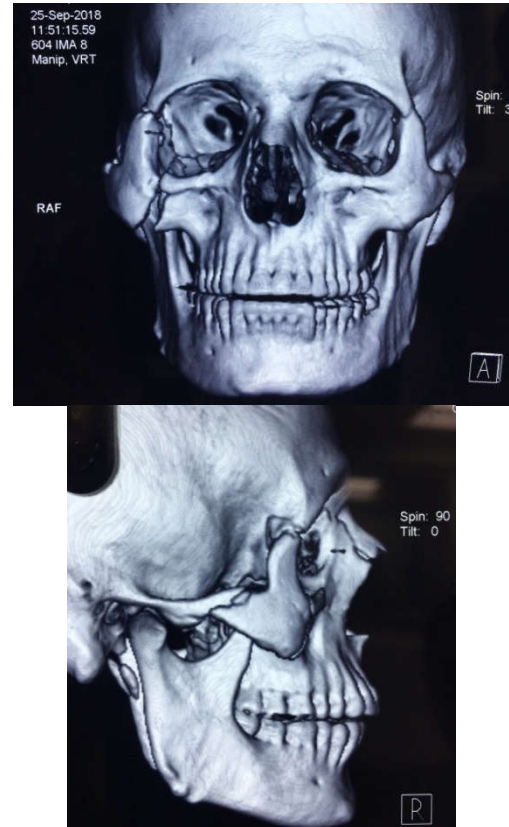 25-Sep-2018
11:51:15.59
604 IMA 8
Manip, VRT
Spin:
Tilt: 3
RAF
A
Spin: 90
Tilt: 0
R